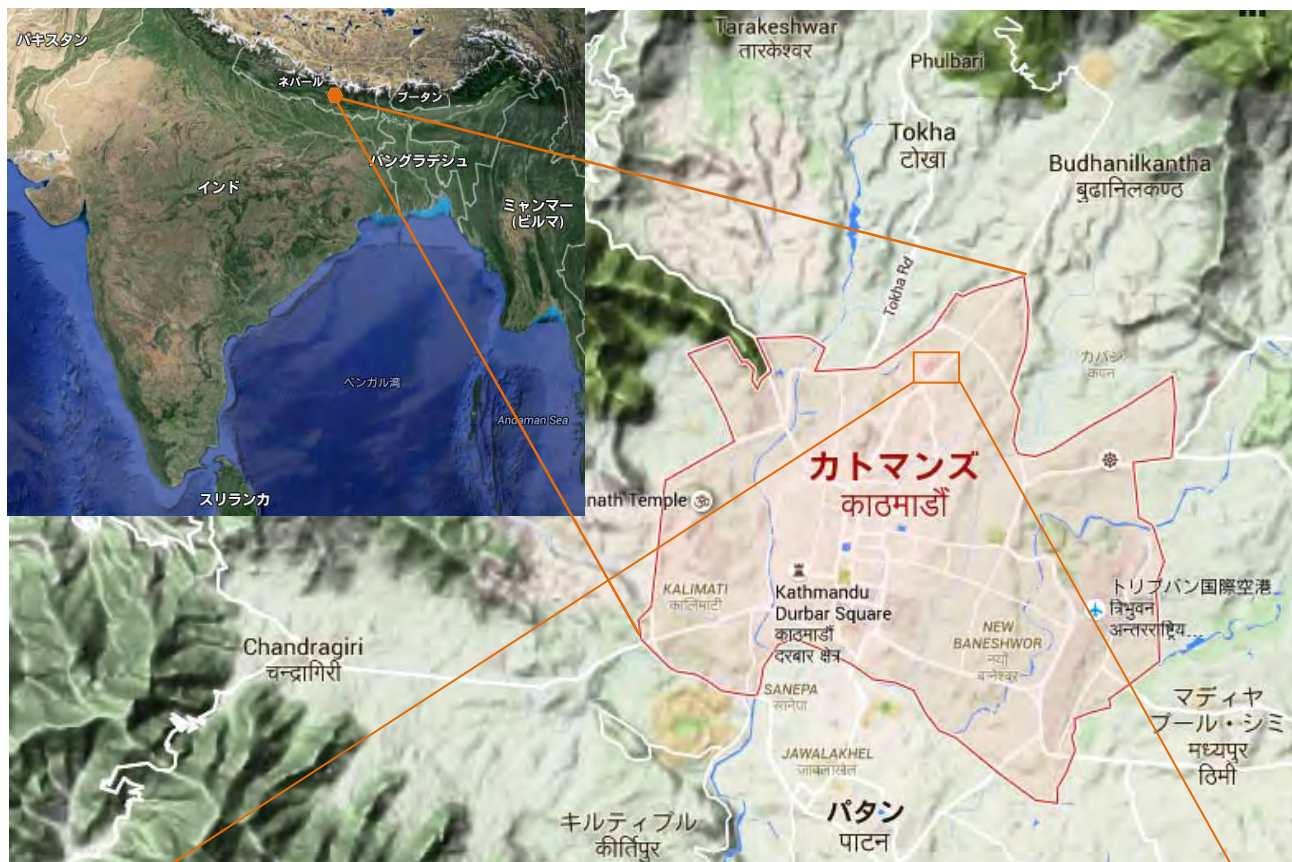 パキスタン
ネパール
ブータン
バングラデシュ
インド
ミャンマー
(ビルマ)
ベンガル湾
Andaman Sea
スリランカ
Tarakeshwar
तारकेश्वर
Phulbari
Tokha
टोखा
Budhanilkantha
बुढानिलकण्ठ
Tokha Rd
カパン
कपन
カトマンズ
काठमाडौं
nath Temple
KALIMATI
कालिमाटी
Kathmandu
Durbar Square
काठमाडौं
दरबार क्षेत्र
トリブバン国際空港
त्रिभुवन
अन्तरराष्ट्रिय...
NEW
BANESHWOR
नयाँ
बानेश्वर
Chandragiri
चन्द्रागिरी
SANEPA
सानेपा
マディヤ
プール・シミ
मध्यपुर
ठिमी
JAWALAKHEL
जावलाखेल
パタン
पाटन
キルティプル
कीर्तिपुर